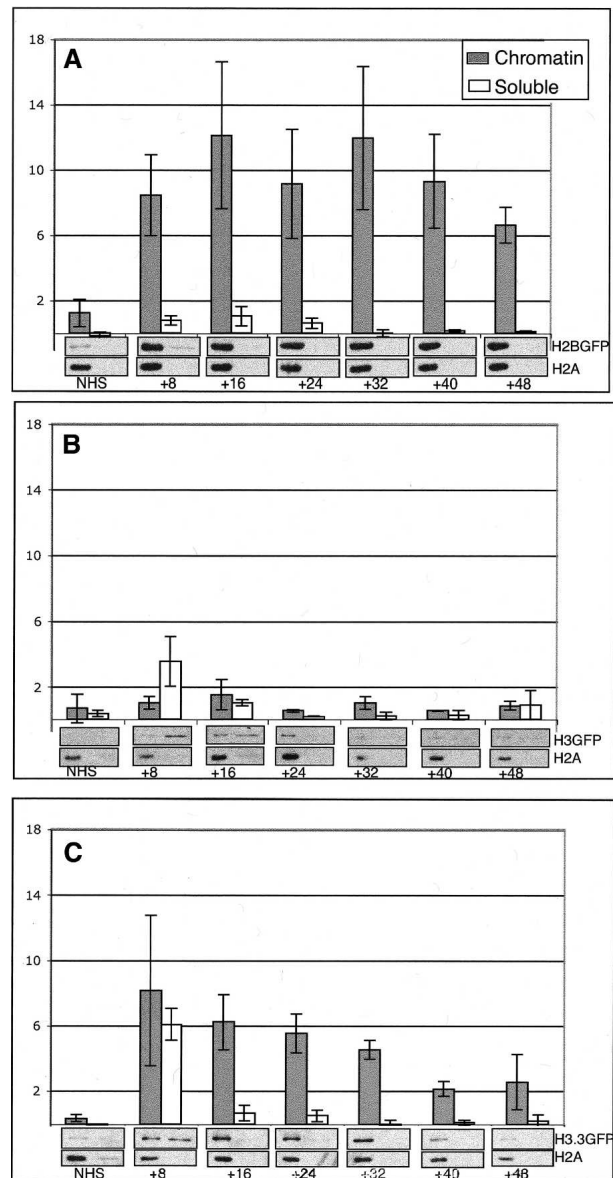 18
A
Chromatin
Soluble
14
10
6
2
H2BGFP
H2A
NHS +8 +16 +24 +32 +40 +48
18
B
14
10
6
2
H3GFP
H2A
NHS +8 +16 +24 +32 +40 +48
18
C
14
10
6
2
H3.3GFP
H2A
NHS +8 +16 +24 +32 +40 +48